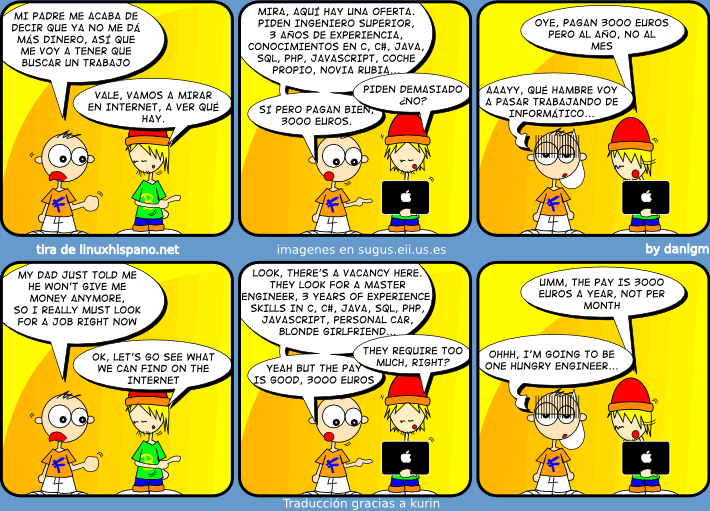 MI PADRE ME ACABA DE
DECIR QUE YA NO ME DÁ
MÁS DINERO, ASÍ QUE
ME VOY A TENER QUE
BUSCAR UN TRABAJO
VALE, VAMOS A MIRAR
EN INTERNET, A VER QUÉ
HAY.
MIRA, AQUÍ HAY UNA OFERTA.
PIDEN INGENIERO SUPERIOR,
3 AÑOS DE EXPERIENCIA,
CONOCIMIENTOS EN C, C#, JAVA,
SQL, PHP, JAVASCRIPT, COCHE
PROPIO, NOVIA RUBIA...
PIDEN DEMASIADO
¿NO?
SÍ PERO PAGAN BIEN,
3000 EUROS.
OYE, PAGAN 3000 EUROS
PERO AL AÑO, NO AL
MES
AAAYY, QUÉ HAMBRE VOY
A PASAR TRABAJANDO DE
INFORMÁTICO...
tira de linuxhispano.net
imagenes en sugus.eii.us.es
by danigm
MY DAD JUST TOLD ME
HE WON'T GIVE ME
MONEY ANYMORE,
SO I REALLY MUST LOOK
FOR A JOB RIGHT NOW
OK, LET'S GO SEE WHAT
WE CAN FIND ON THE
INTERNET
LOOK, THERE'S A VACANCY HERE.
THEY LOOK FOR A MASTER
ENGINEER, 3 YEARS OF EXPERIENCE,
SKILLS IN C, C#, JAVA, SQL, PHP,
JAVASCRIPT, PERSONAL CAR,
BLONDE GIRLFRIEND...
THEY REQUIRE TOO
MUCH, RIGHT?
YEAH BUT THE PAY
IS GOOD, 3000 EUROS
UMM, THE PAY IS 3000
EUROS A YEAR, NOT PER
MONTH
OHHH, I'M GOING TO BE
ONE HUNGRY ENGINEER...
Traducción gracias a kurin